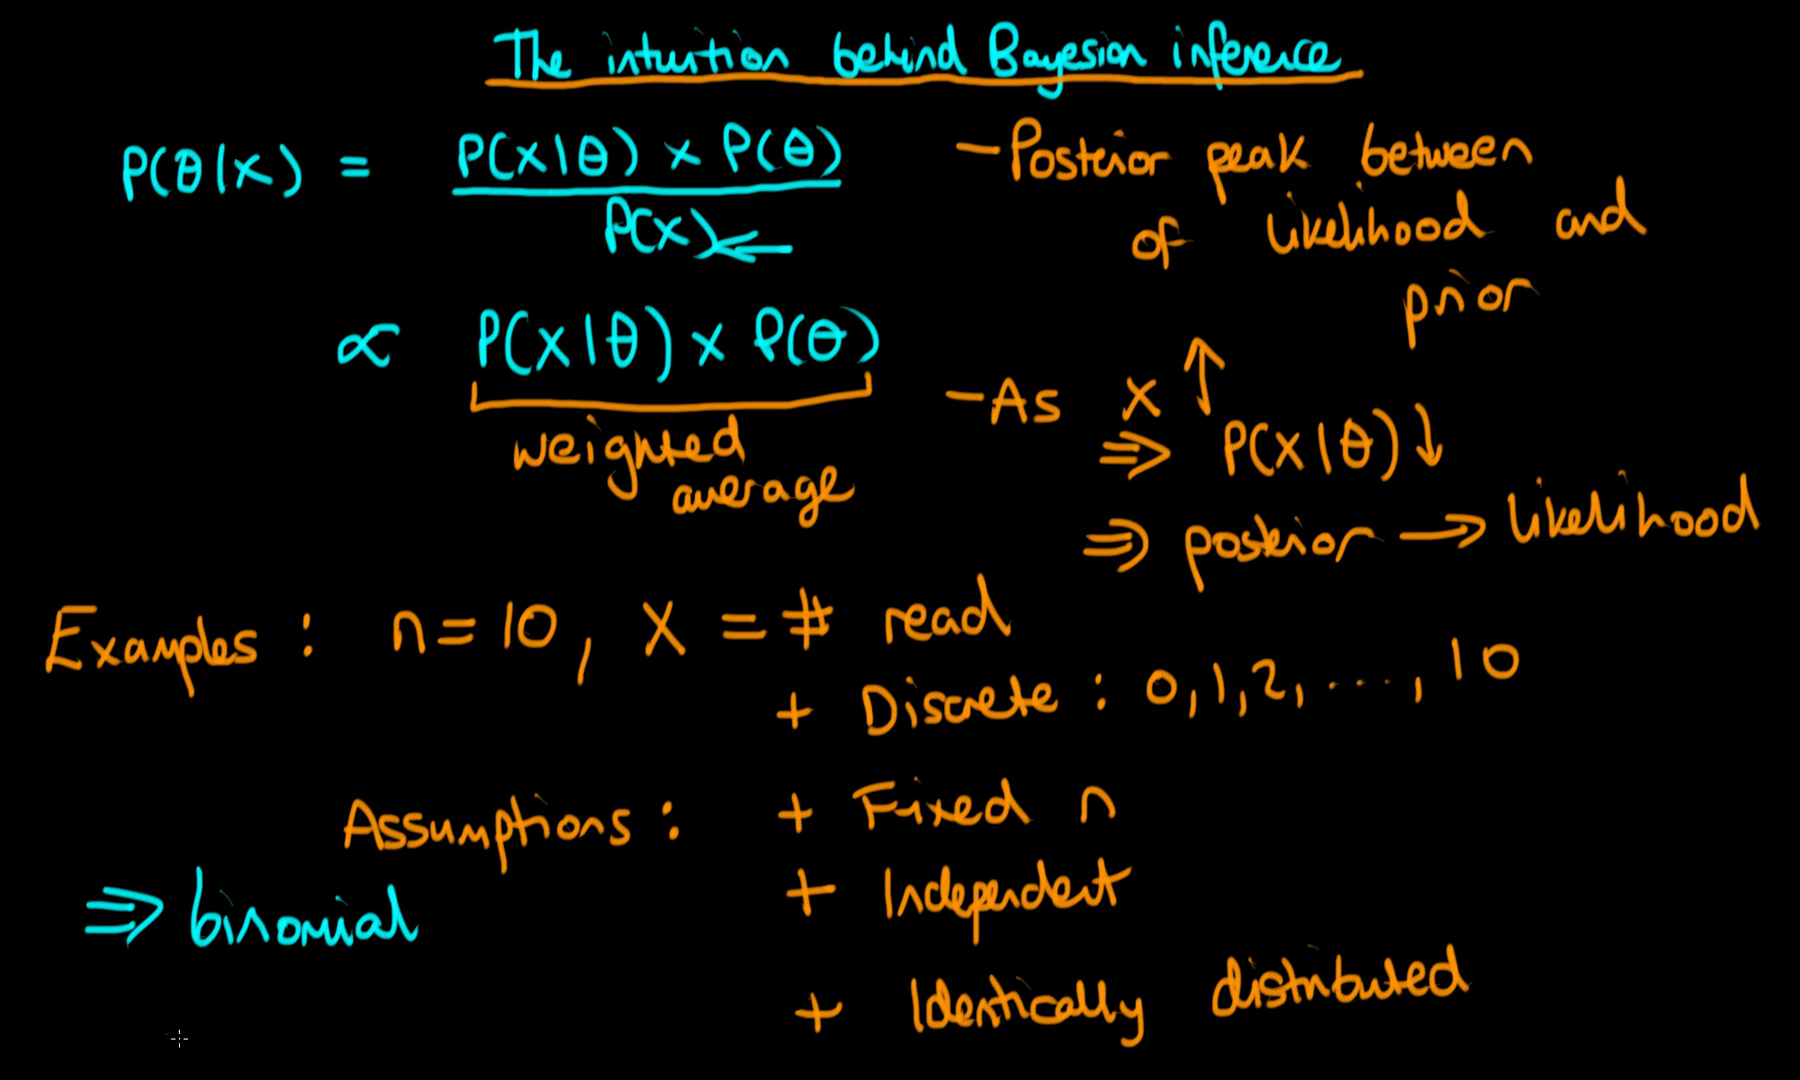 The intuition behind Bayesian inference
P(θ|x) = P(X|θ) × P(θ)
P(x) ←
∝ P(X|θ) × P(θ)
weighted
average
- Posterior peak between
of likelihood and
prior
- As X ↑
⇒ P(X|θ) ↓
⇒ posterior → likelihood
Examples : n = 10, X = # read
+ Discrete : 0, 1, 2, ..., 10
Assumptions : + Fixed n
+ Independent
+ Identically distributed
⇒ binomial